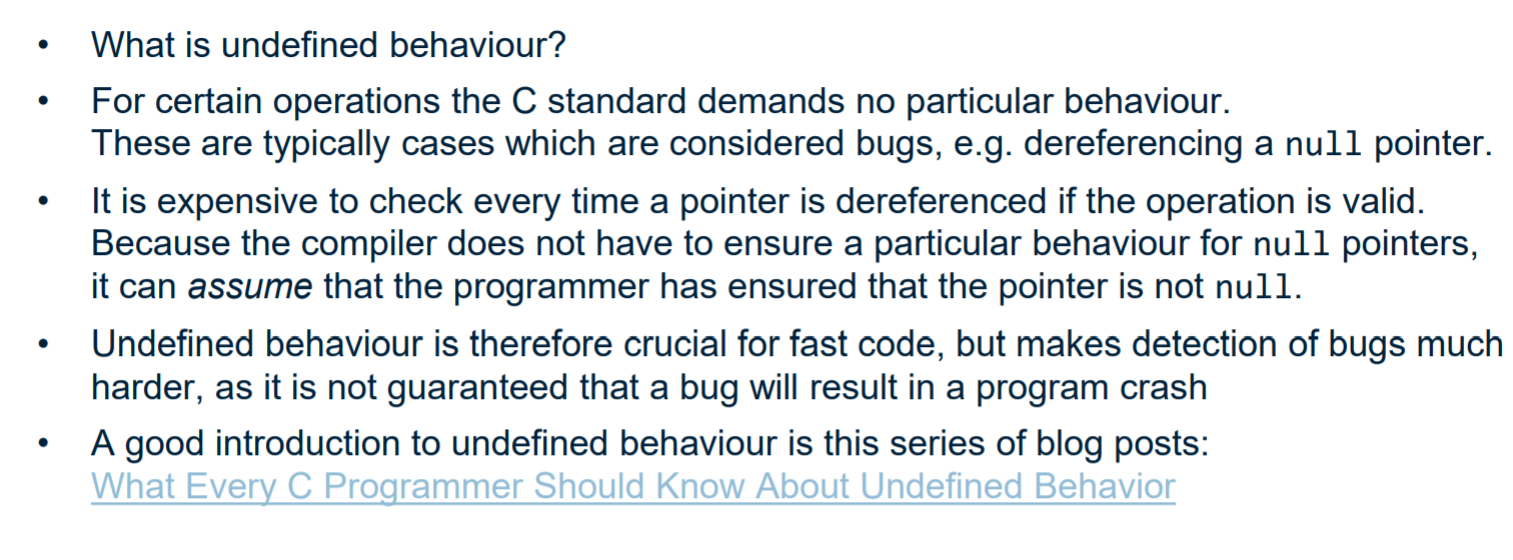 • What is undefined behaviour?
• For certain operations the C standard demands no particular behaviour.
These are typically cases which are considered bugs, e.g. dereferencing a null pointer.
• It is expensive to check every time a pointer is dereferenced if the operation is valid.
Because the compiler does not have to ensure a particular behaviour for null pointers,
it can assume that the programmer has ensured that the pointer is not null.
• Undefined behaviour is therefore crucial for fast code, but makes detection of bugs much
harder, as it is not guaranteed that a bug will result in a program crash
• A good introduction to undefined behaviour is this series of blog posts:
What Every C Programmer Should Know About Undefined Behavior